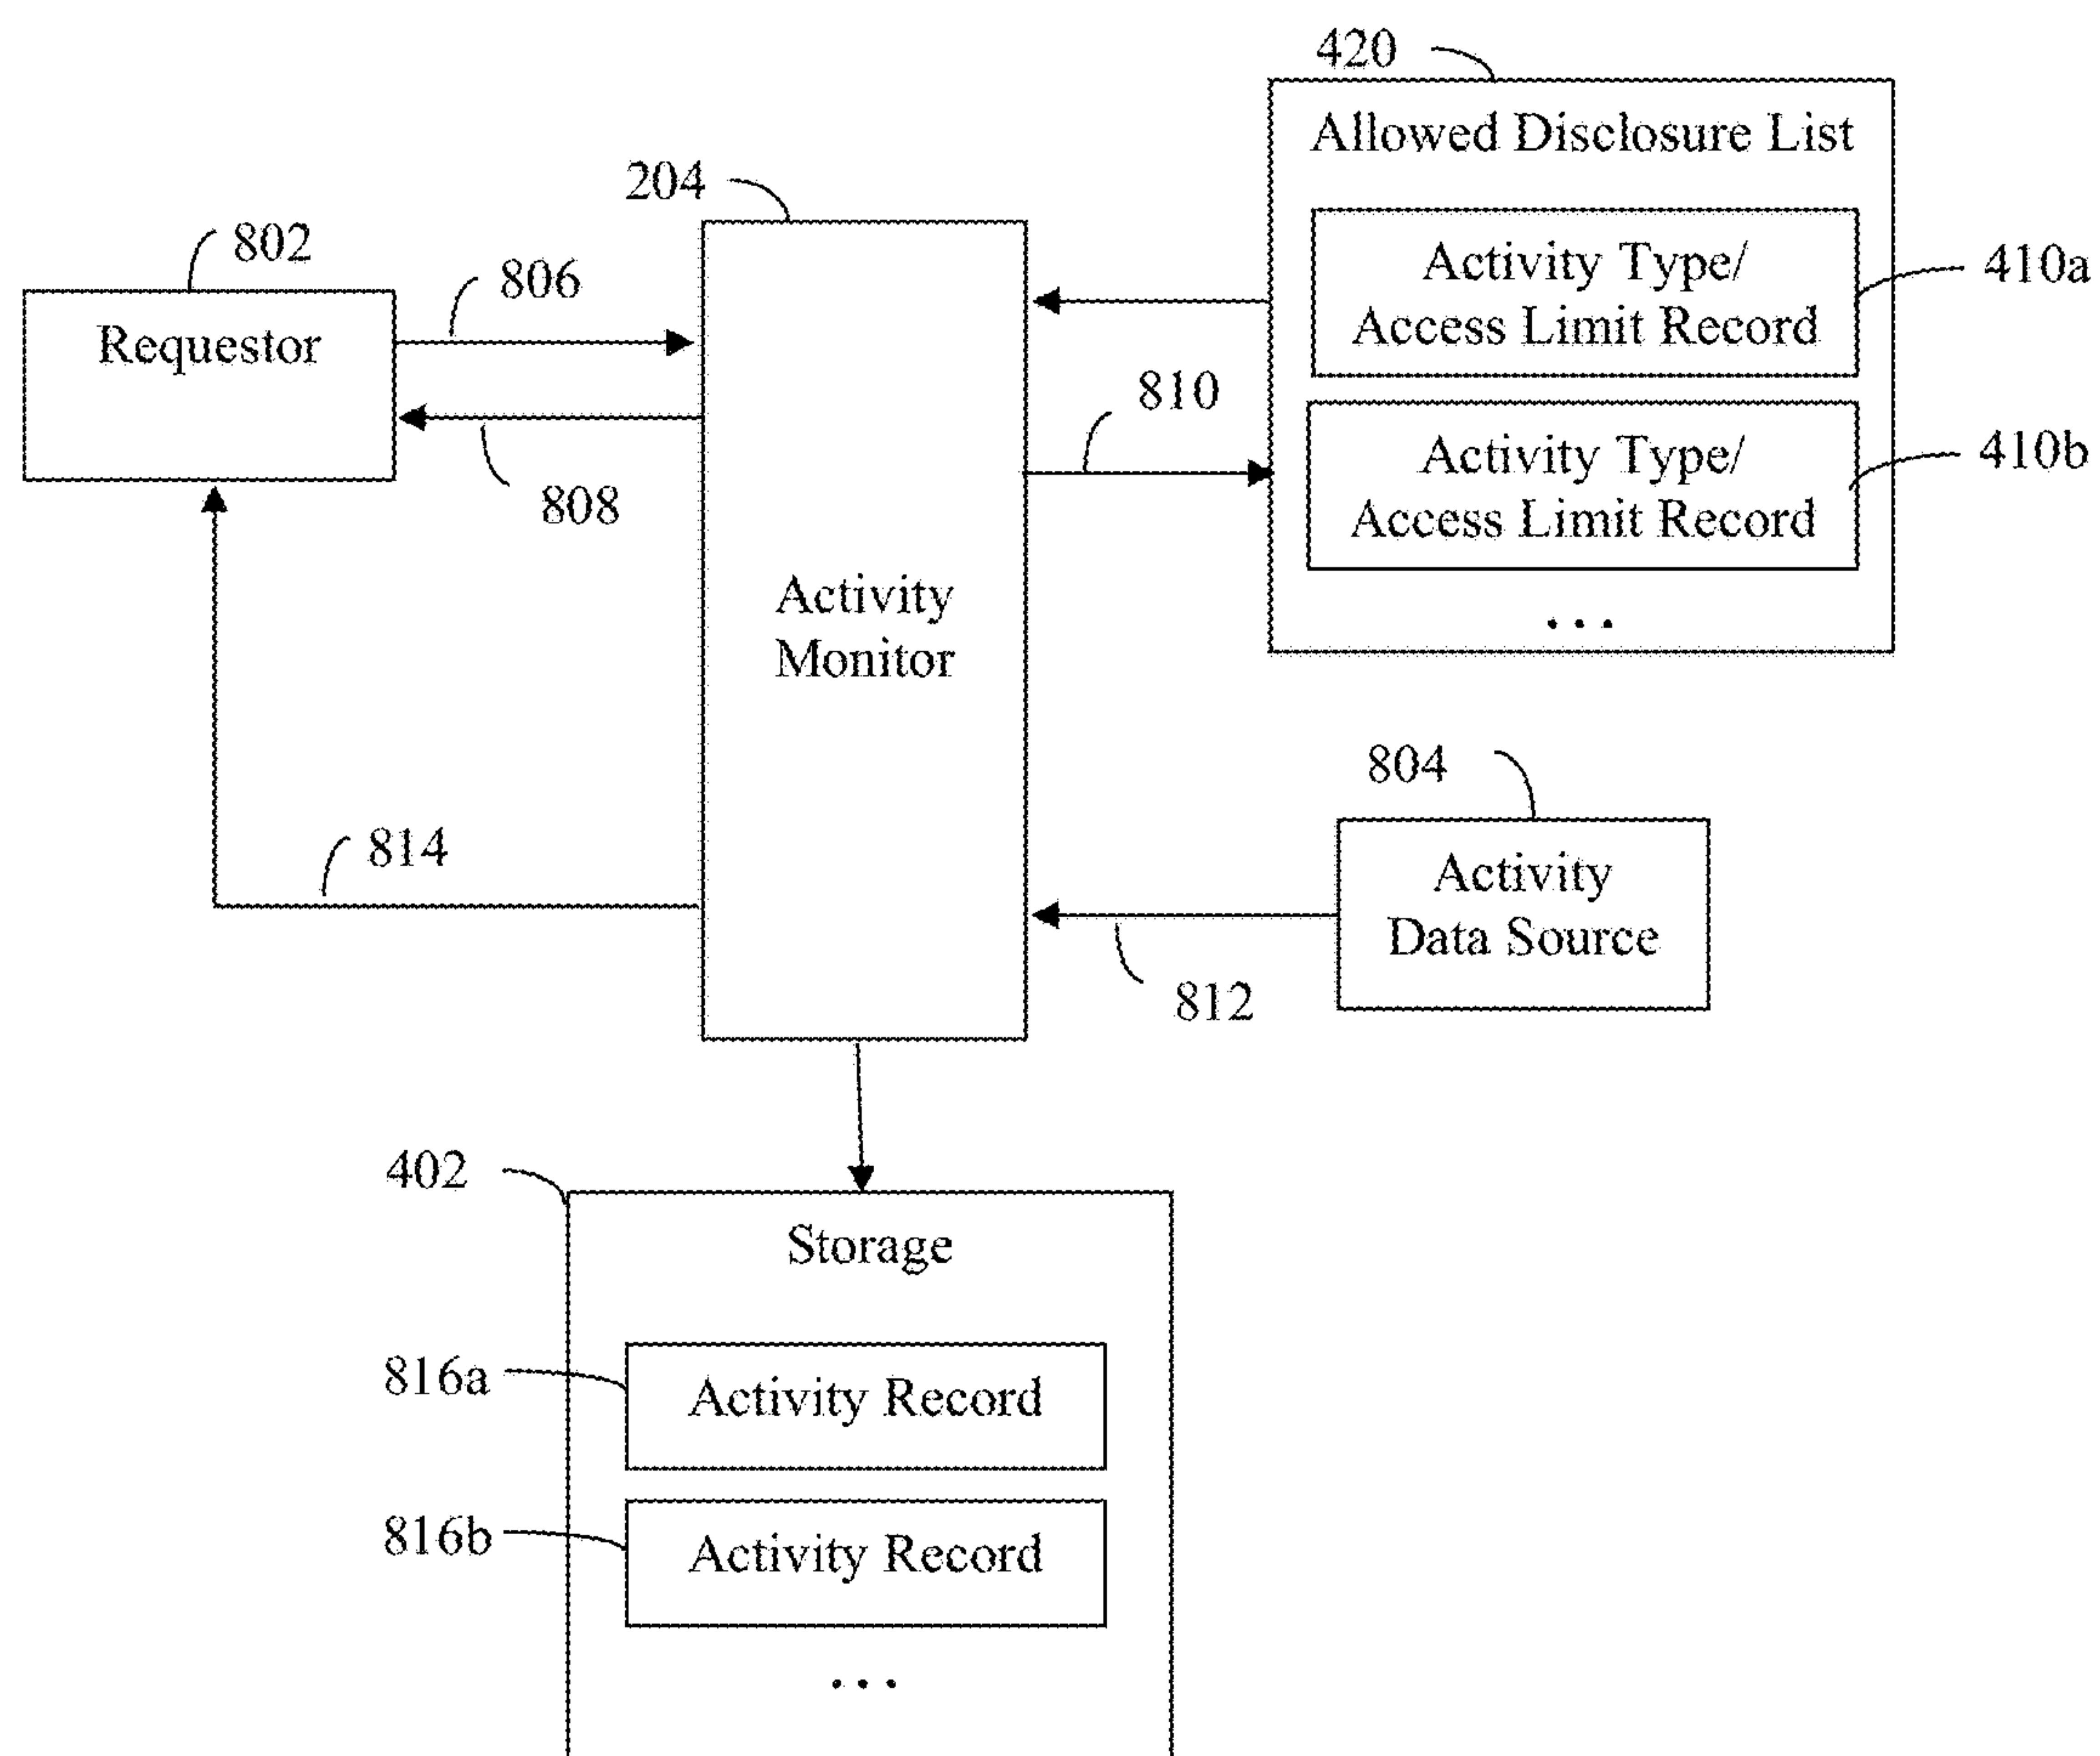 420
Allowed Disclosure List
204
802
806
Activity Type/
Access Limit Record
410a
Requestor
810
808
Activity Type/
Access Limit Record
410b
Activity
Monitor
...
804
814
Activity
Data Source
812
402
Storage
816a
Activity Record
816b
Activity Record
...